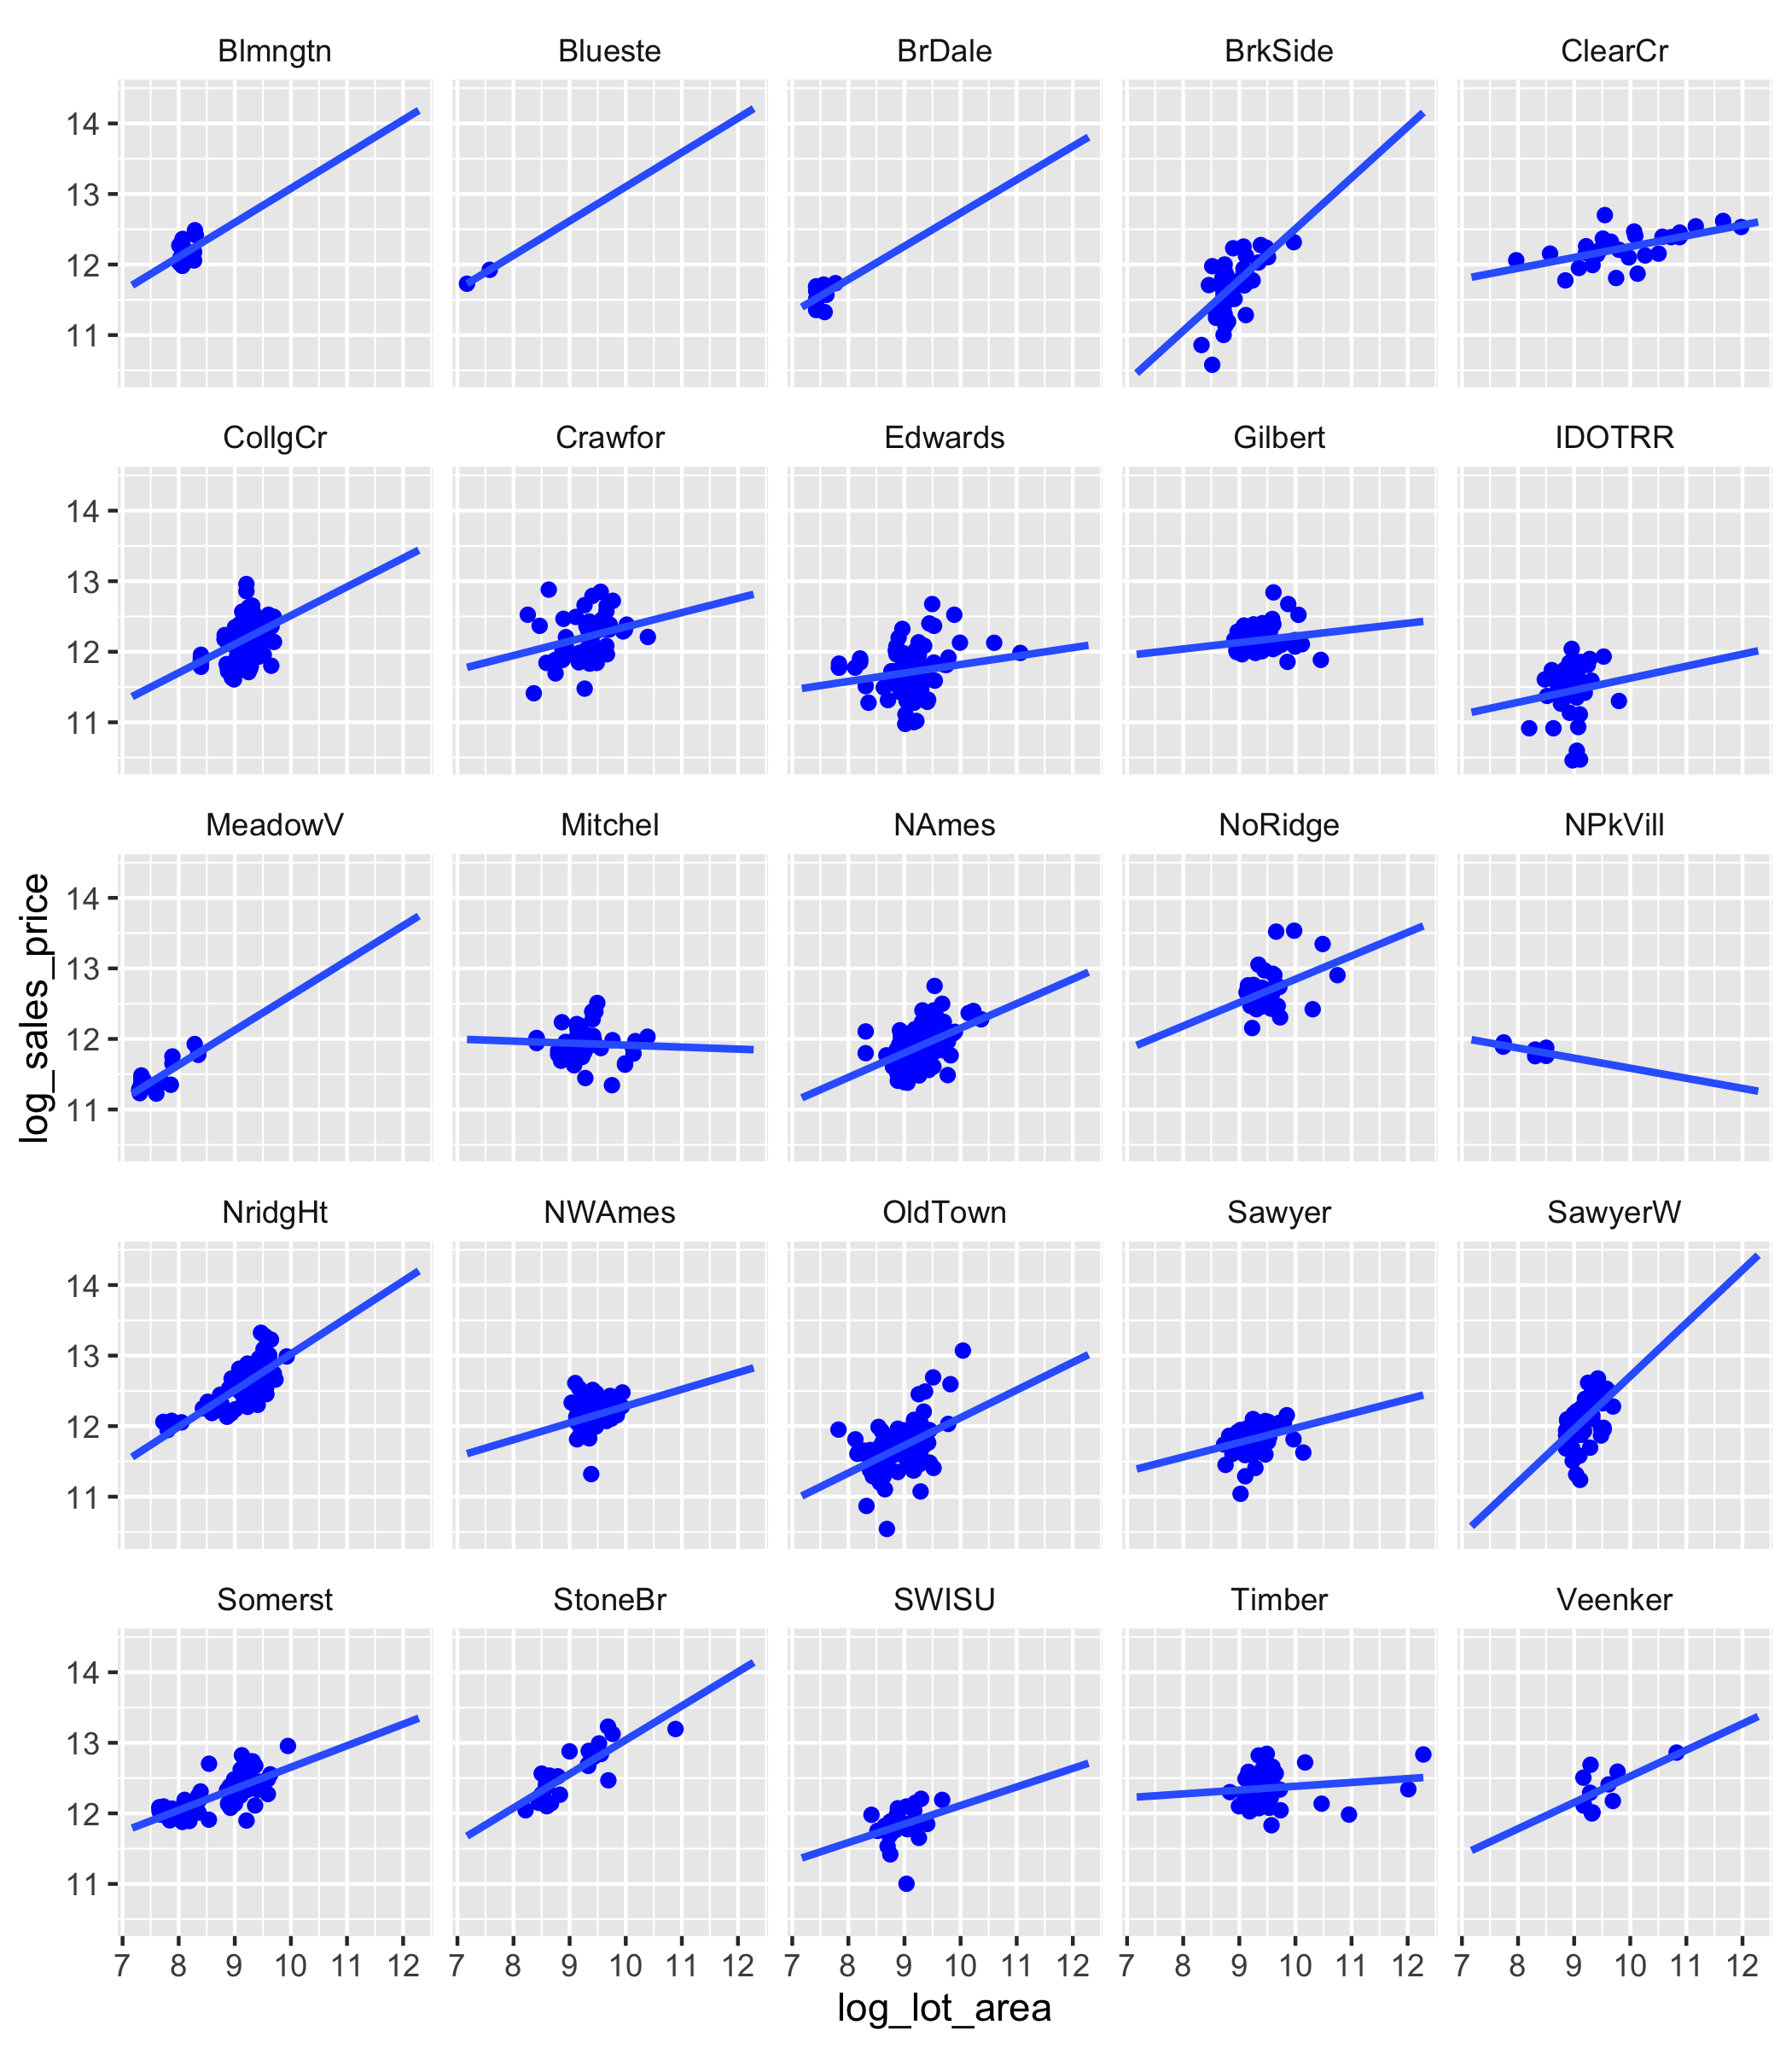 Blmngtn Blueste BrDale BrkSide ClearCr
14
13
12
11
CollgCr Crawfor Edwards Gilbert IDOTRR
14
13
12
11
MeadowV Mitchel NAmes NoRidge NPkVill
14
13
12
11
log_sales_price
NridgHt NWAmes OldTown Sawyer SawyerW
14
13
12
11
Somerst StoneBr SWISU Timber Veenker
14
13
12
11
7 8 9 10 11 12 7 8 9 10 11 12 7 8 9 10 11 12 7 8 9 10 11 12 7 8 9 10 11 12
log_lot_area